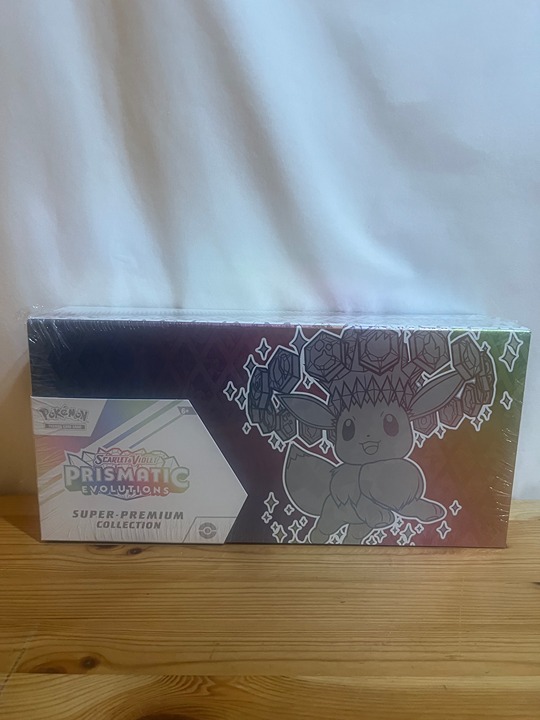 POKÉMON
SCARLET & VIOLET
PRISMATIC
EVOLUTIONS
SUPER-PREMIUM
COLLECTION